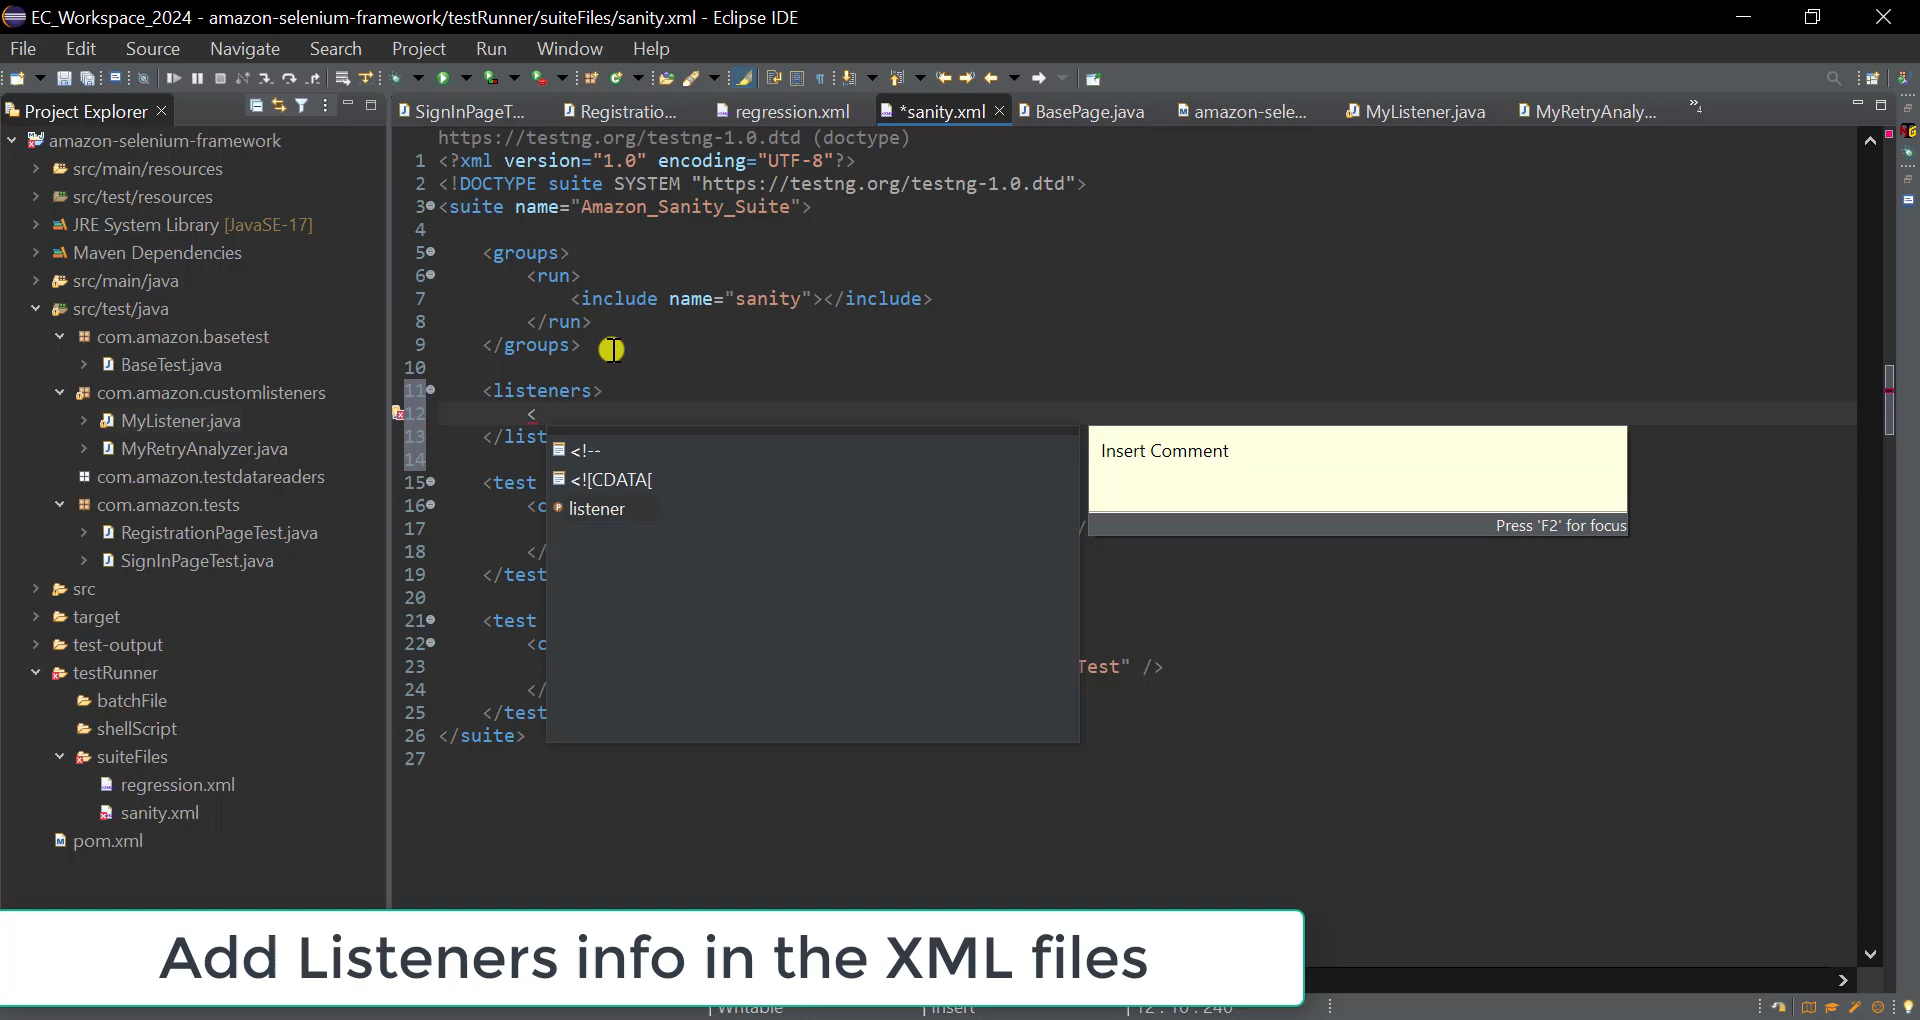 EC_Workspace_2024 - amazon-selenium-framework/testRunner/suiteFiles/sanity.xml - Eclipse IDE
File Edit Source Navigate Search Project Run Window Help
Project Explorer
SignInPageT... Registratio... regression.xml *sanity.xml BasePage.java amazon-sele... MyListener.java MyRetryAnaly...
amazon-selenium-framework
src/main/resources
src/test/resources
JRE System Library [JavaSE-17]
Maven Dependencies
src/main/java
src/test/java
com.amazon.basetest
BaseTest.java
com.amazon.customlisteners
MyListener.java
MyRetryAnalyzer.java
com.amazon.testdatareaders
com.amazon.tests
RegistrationPageTest.java
SignInPageTest.java
src
target
test-output
testRunner
batchFile
shellScript
suiteFiles
regression.xml
sanity.xml
pom.xml
https://testng.org/testng-1.0.dtd (doctype)
1 <?xml version="1.0" encoding="UTF-8"?>
2 <!DOCTYPE suite SYSTEM "https://testng.org/testng-1.0.dtd">
3 <suite name="Amazon_Sanity_Suite">
4
5 <groups>
6 <run>
7 <include name="sanity"></include>
8 </run>
9 </groups>
10
11 <listeners>
12 <
13 </list
14
15 <test
16 <c
17 /
18 </
19 </test
20
21 <test
22 <c
23 Test" />
24 </
25 </test
26 </suite>
27
<!--
<![CDATA[
listener
Insert Comment
Press 'F2' for focus
Add Listeners info in the XML files
Writable Insert 12 : 10 : 240